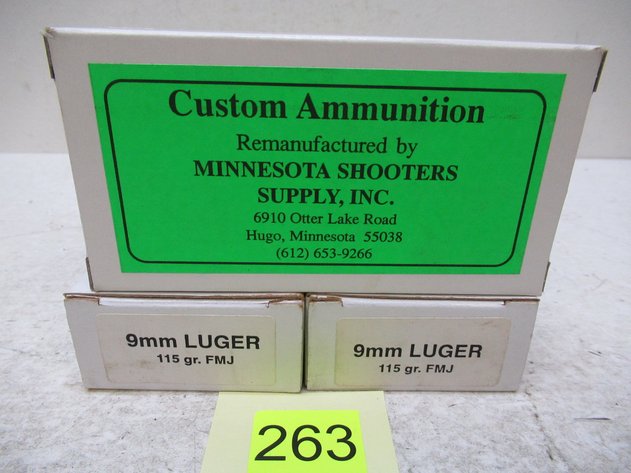 Custom Ammunition
Remanufactured by
MINNESOTA SHOOTERS
SUPPLY, INC.
6910 Otter Lake Road
Hugo, Minnesota 55038
(612) 653-9266
9mm LUGER
115 gr. FMJ
9mm LUGER
115 gr. FMJ
263